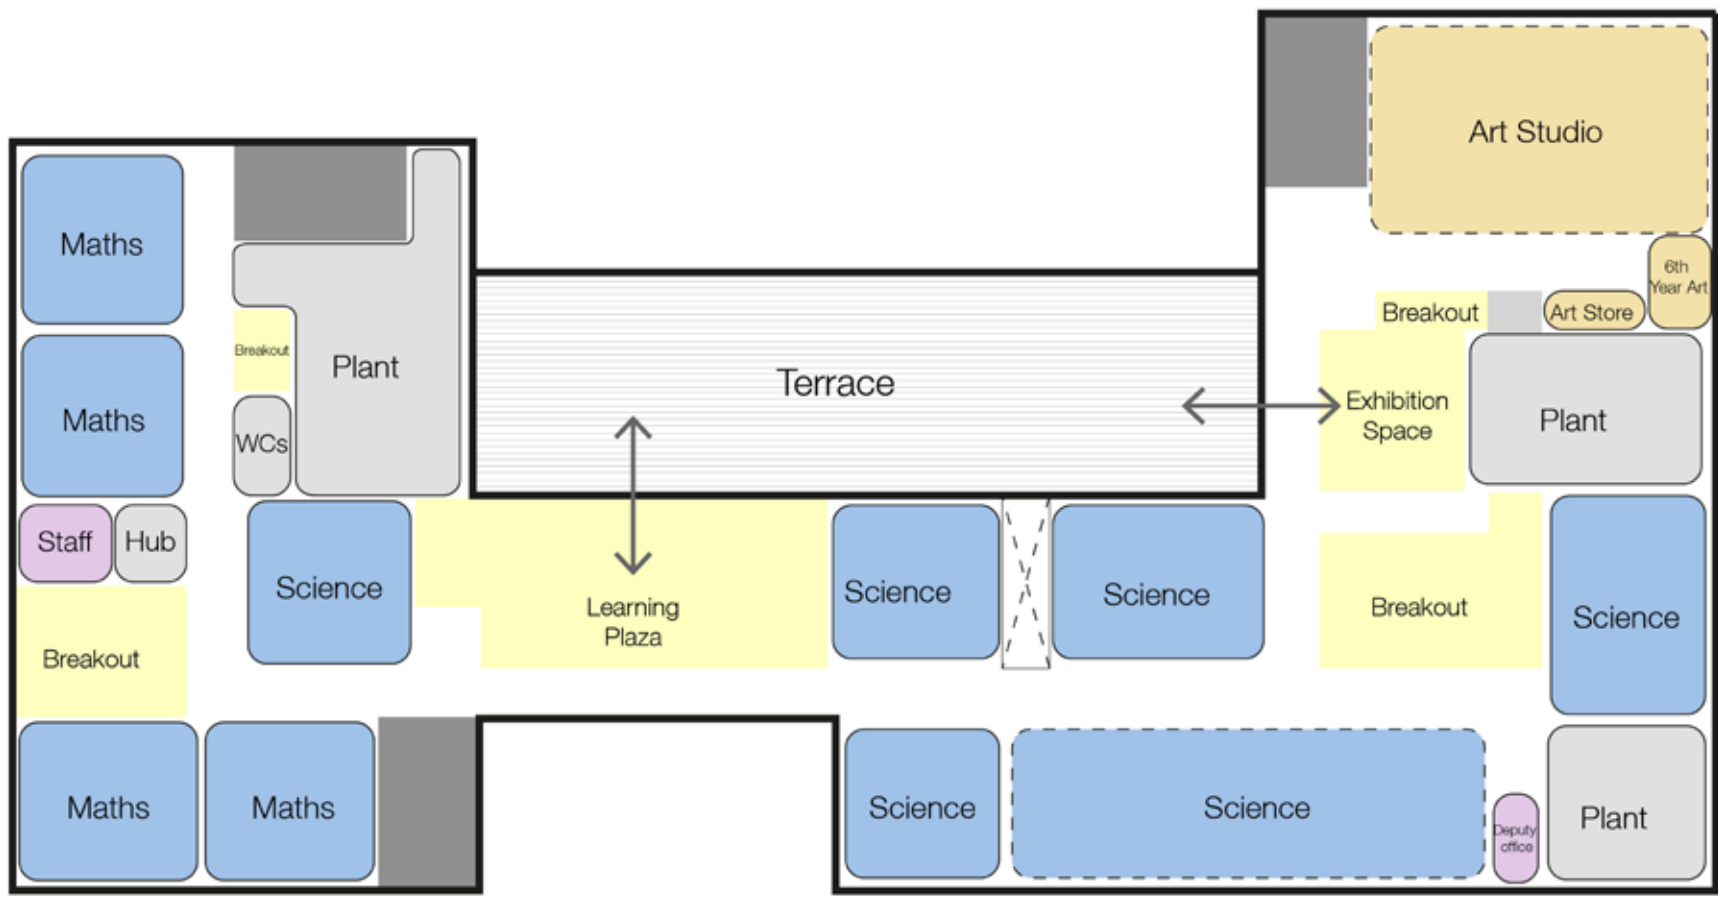 Art Studio
Maths
6th
Year Art
Breakout
Art Store
Breakout
Plant
Terrace
Exhibition
Space
Plant
Maths
WCs
Staff
Hub
Science
Learning
Plaza
Science
Science
Breakout
Science
Breakout
Maths
Maths
Science
Science
Deputy
office
Plant